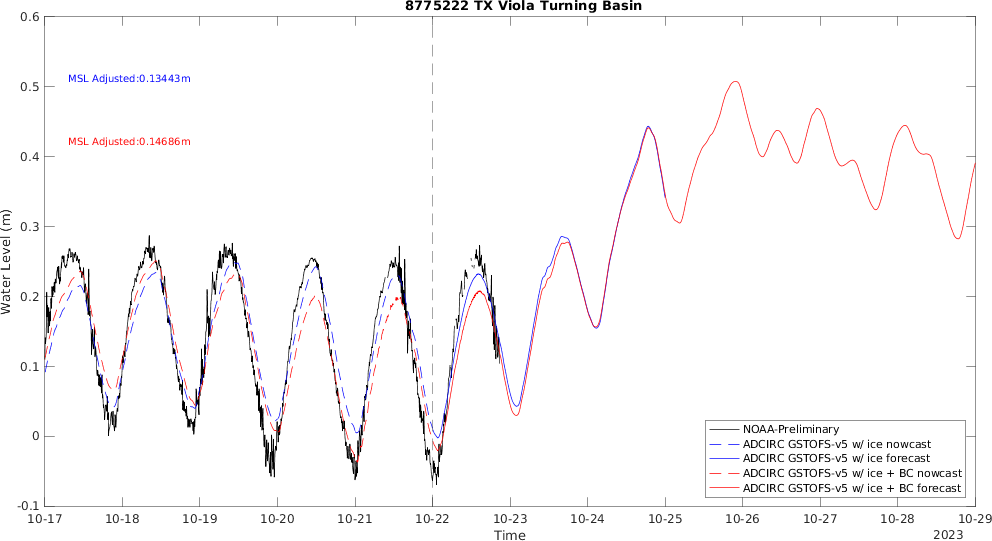 8775222 TX Viola Turning Basin
0.6
0.5
0.4
0.3
0.2
0.1
0
-0.1
Water Level (m)
MSL Adjusted:0.13443m
MSL Adjusted:0.14686m
NOAA-Preliminary
ADCIRC GSTOFS-v5 w/ ice nowcast
ADCIRC GSTOFS-v5 w/ ice forecast
ADCIRC GSTOFS-v5 w/ ice + BC nowcast
ADCIRC GSTOFS-v5 w/ ice + BC forecast
10-17 10-18 10-19 10-20 10-21 10-22 10-23 10-24 10-25 10-26 10-27 10-28 10-29
Time
2023